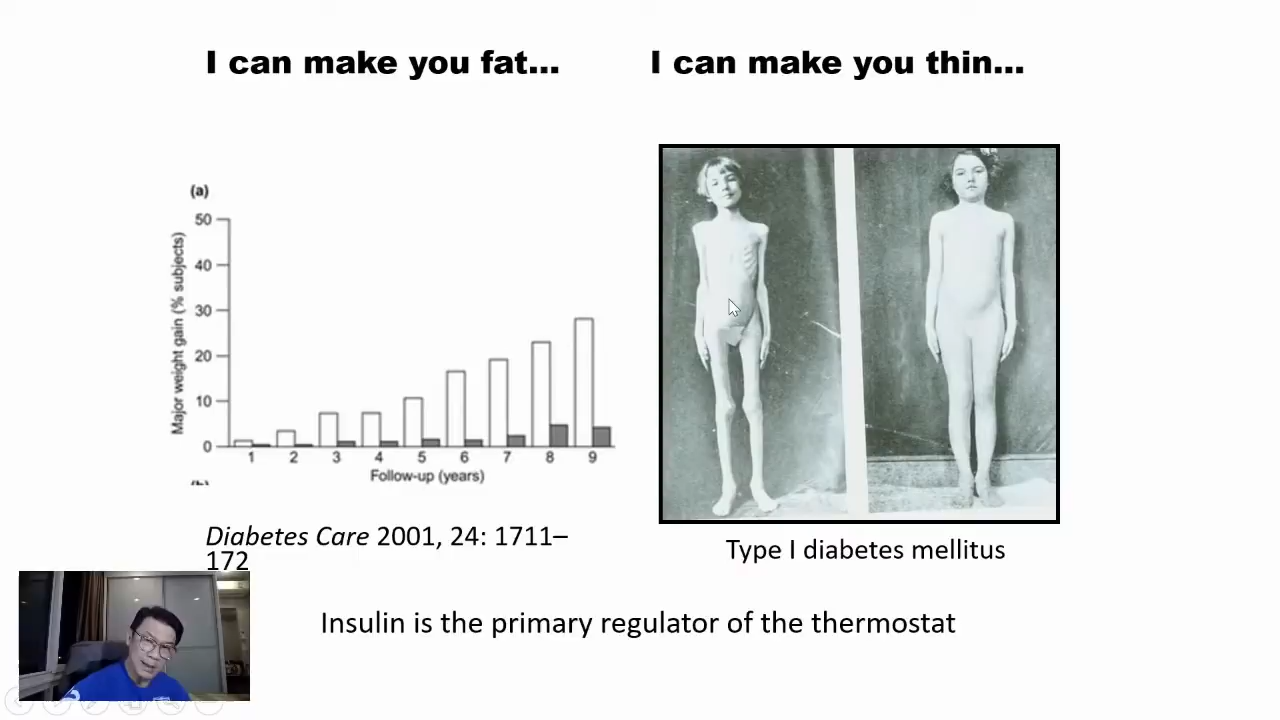 I can make you fat...
I can make you thin...
(a)
Major weight gain (% subjects)
50
40
30
20
10
0
1 2 3 4 5 6 7 8 9
Follow-up (years)
Diabetes Care 2001, 24: 1711–
172
Type I diabetes mellitus
Insulin is the primary regulator of the thermostat